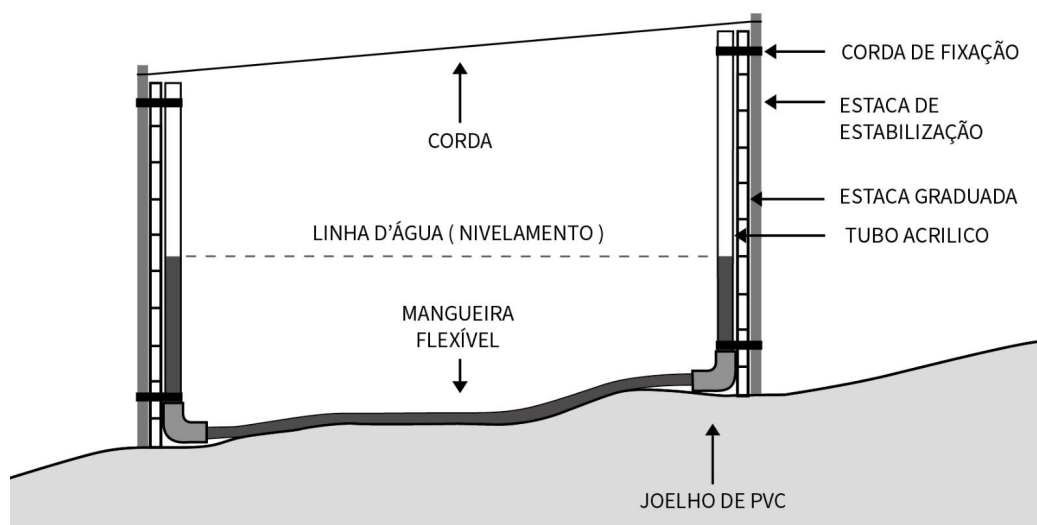 CORDA DE FIXAÇÃO
ESTACA DE
ESTABILIZAÇÃO
CORDA
ESTACA GRADUADA
LINHA D'ÁGUA ( NIVELAMENTO )
TUBO ACRILICO
MANGUEIRA
FLEXÍVEL
JOELHO DE PVC